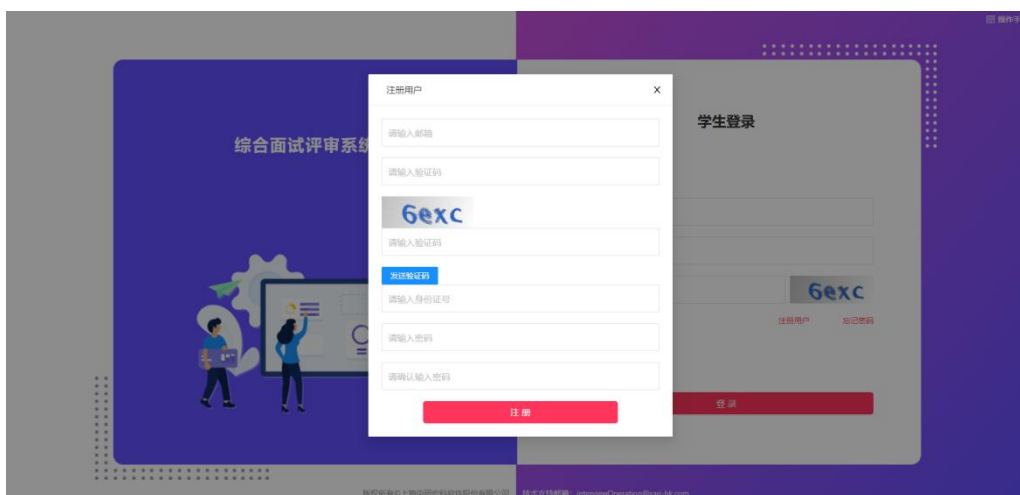 操作手
综合面试评审系统
学生登录
注册用户
X
请输入邮箱
请输入验证码
6exc
请输入验证码
发送验证码
请输入身份证号
请输入密码
请确认输入密码
注 册
6exc
注册用户
忘记密码
登 录